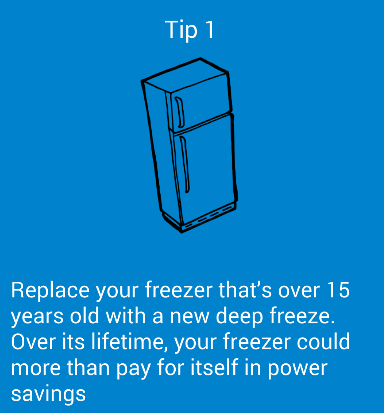 Tip 1
Replace your freezer that's over 15
years old with a new deep freeze.
Over its lifetime, your freezer could
more than pay for itself in power
savings